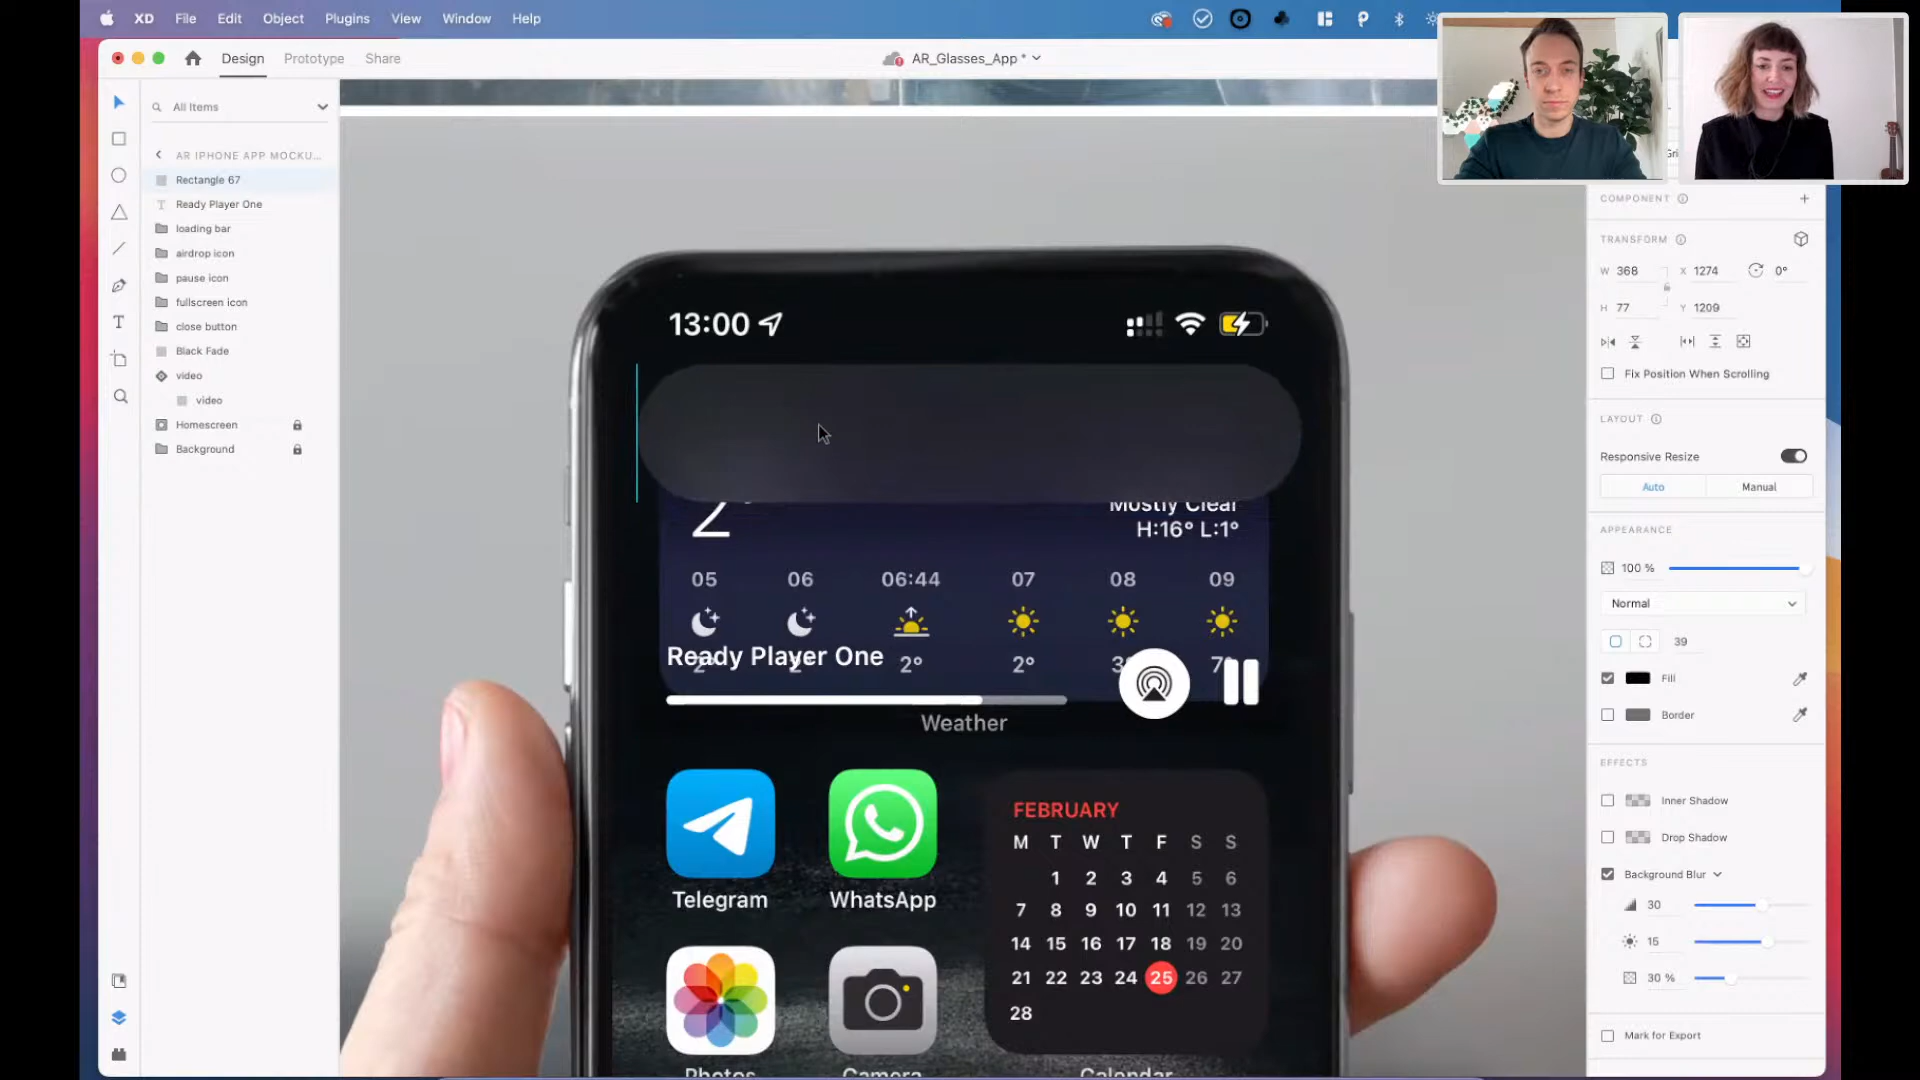 XD File Edit Object Plugins View Window Help
Design Prototype Share
AR_Glasses_App *
All Items
AR IPHONE APP MOCKU...
Rectangle 67
Ready Player One
loading bar
airdrop icon
pause icon
fullscreen icon
close button
Black Fade
video
video
Homescreen
Background
13:00
Mostly Clear
H:16° L:1°
05 06 06:44 07 08 09
Ready Player One
2° 2°
Weather
Telegram
WhatsApp
FEBRUARY
M T W T F S S
1 2 3 4 5 6
7 8 9 10 11 12 13
14 15 16 17 18 19 20
21 22 23 24 25 26 27
28
Photos
Camera
Calendar
COMPONENT
TRANSFORM
W 368 X 1274 0°
H 77 Y 1209
Fix Position When Scrolling
LAYOUT
Responsive Resize
Auto Manual
APPEARANCE
100 %
Normal
39
Fill
Border
EFFECTS
Inner Shadow
Drop Shadow
Background Blur
30
15
30 %
Mark for Export